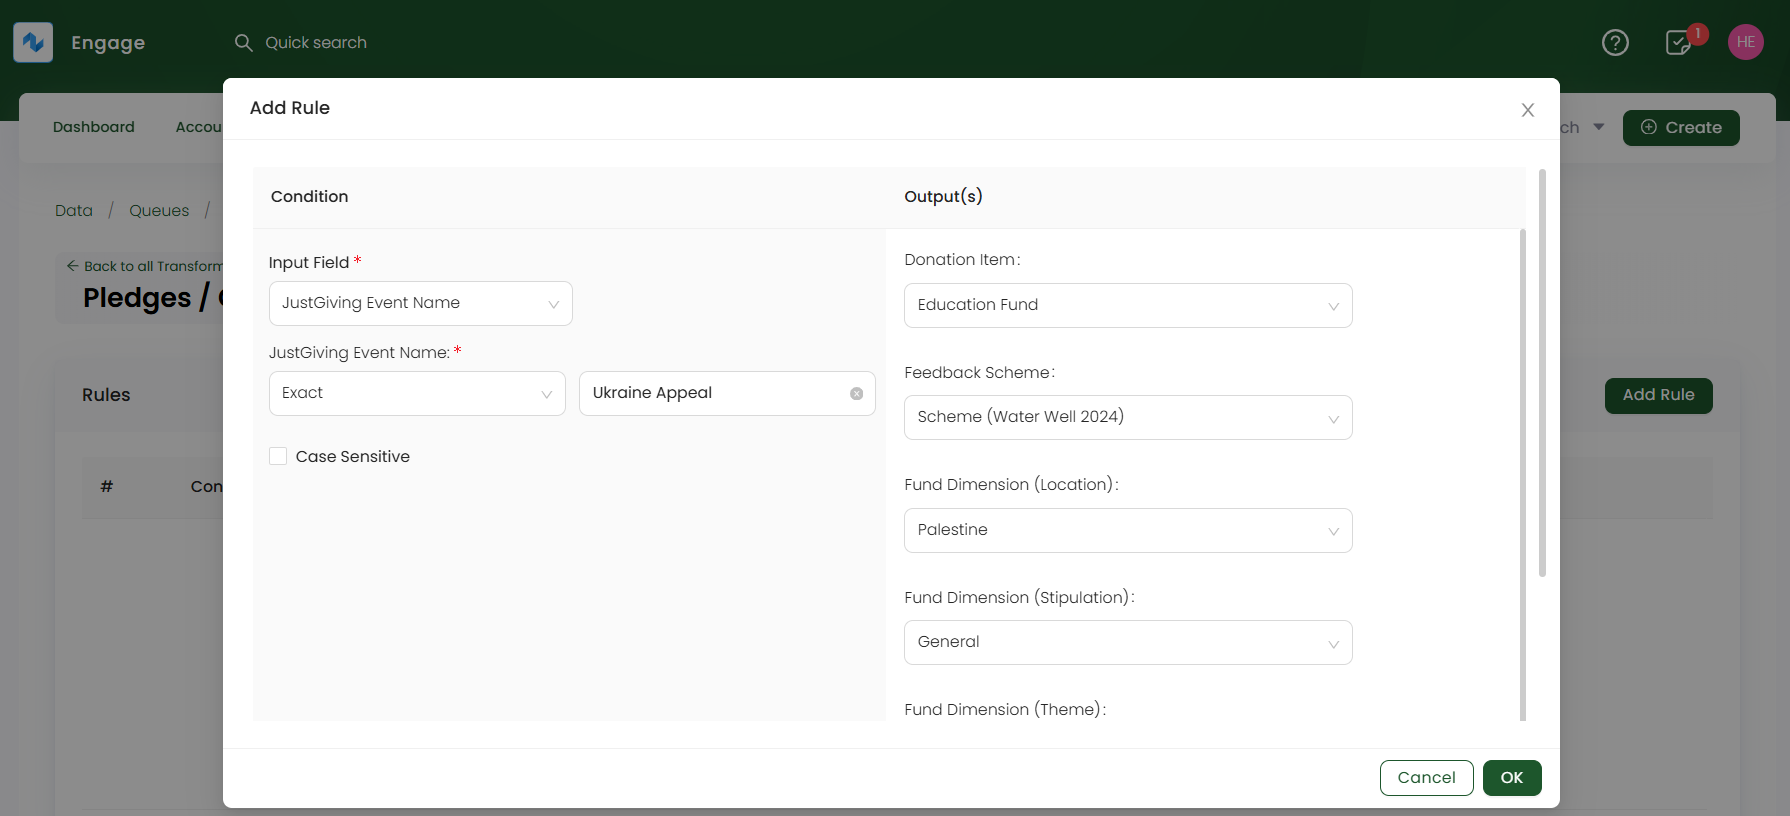 Engage
Quick search
1
HE
Add Rule
Dashboard
Accou
ch
Create
Condition
Output(s)
Data / Queues /
Input Field *
Donation Item:
Back to all Transform
JustGiving Event Name
Education Fund
Pledges /
JustGiving Event Name: *
Feedback Scheme:
Rules
Exact
Ukraine Appeal
Scheme (Water Well 2024)
Add Rule
Case Sensitive
Fund Dimension (Location):
#
Con
Palestine
Fund Dimension (Stipulation):
General
Fund Dimension (Theme):
Cancel
OK